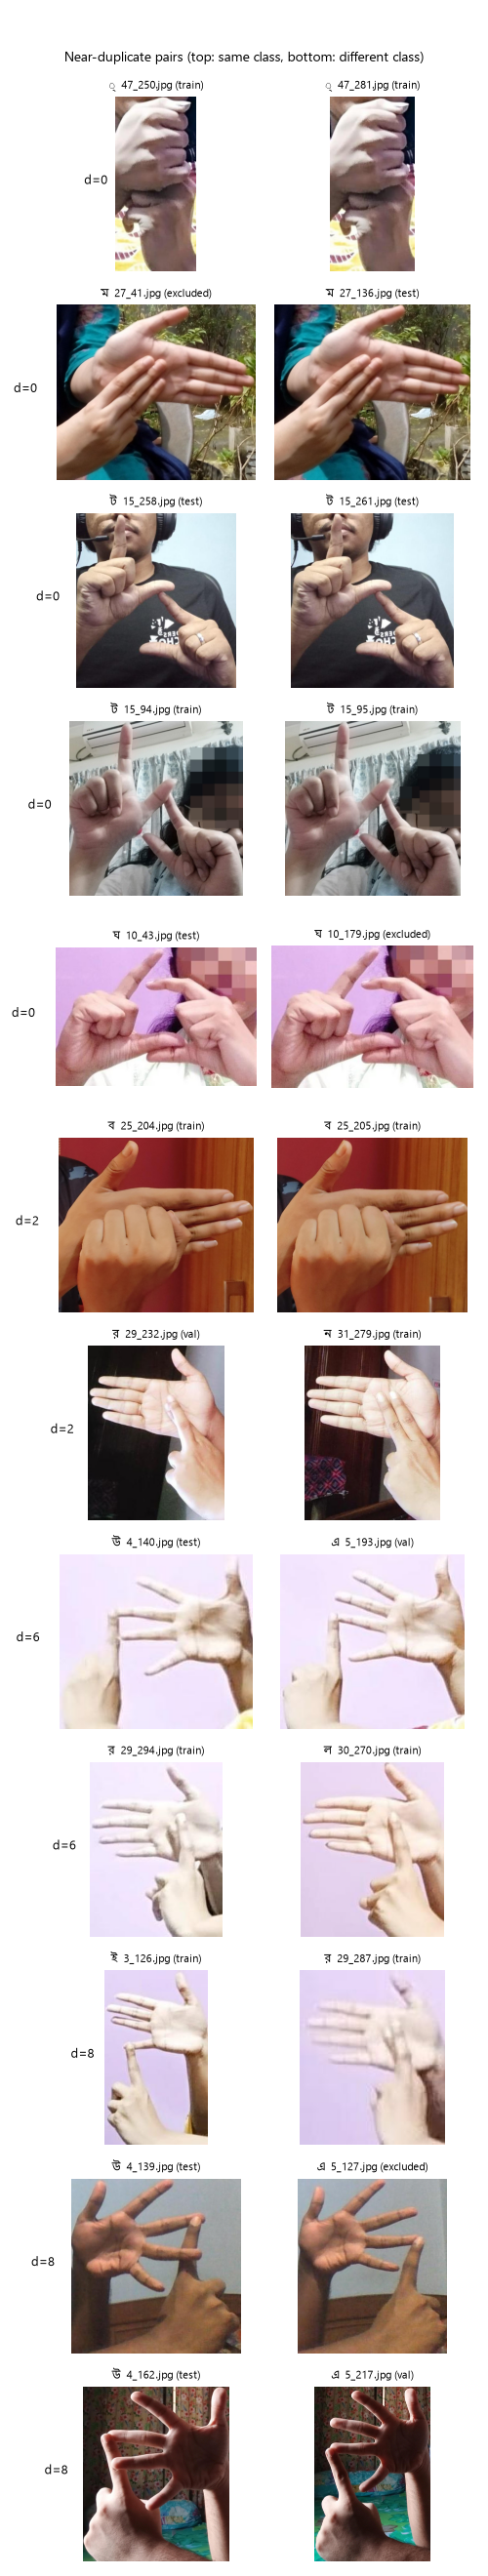 Near-duplicate pairs (top: same class, bottom: different class)
ৃ 47_250.jpg (train) ৃ 47_281.jpg (train)
d=0
ম 27_41.jpg (excluded) ম 27_136.jpg (test)
d=0
ট 15_258.jpg (test) ট 15_261.jpg (test)
d=0
ট 15_94.jpg (train) ট 15_95.jpg (train)
d=0
ঘ 10_43.jpg (test) ঘ 10_179.jpg (excluded)
d=0
ব 25_204.jpg (train) ব 25_205.jpg (train)
d=2
র 29_232.jpg (val) ন 31_279.jpg (train)
d=2
উ 4_140.jpg (test) এ 5_193.jpg (val)
d=6
র 29_294.jpg (train) ল 30_270.jpg (train)
d=6
ই 3_126.jpg (train) র 29_287.jpg (train)
d=8
উ 4_139.jpg (test) এ 5_127.jpg (excluded)
d=8
উ 4_162.jpg (test) এ 5_217.jpg (val)
d=8